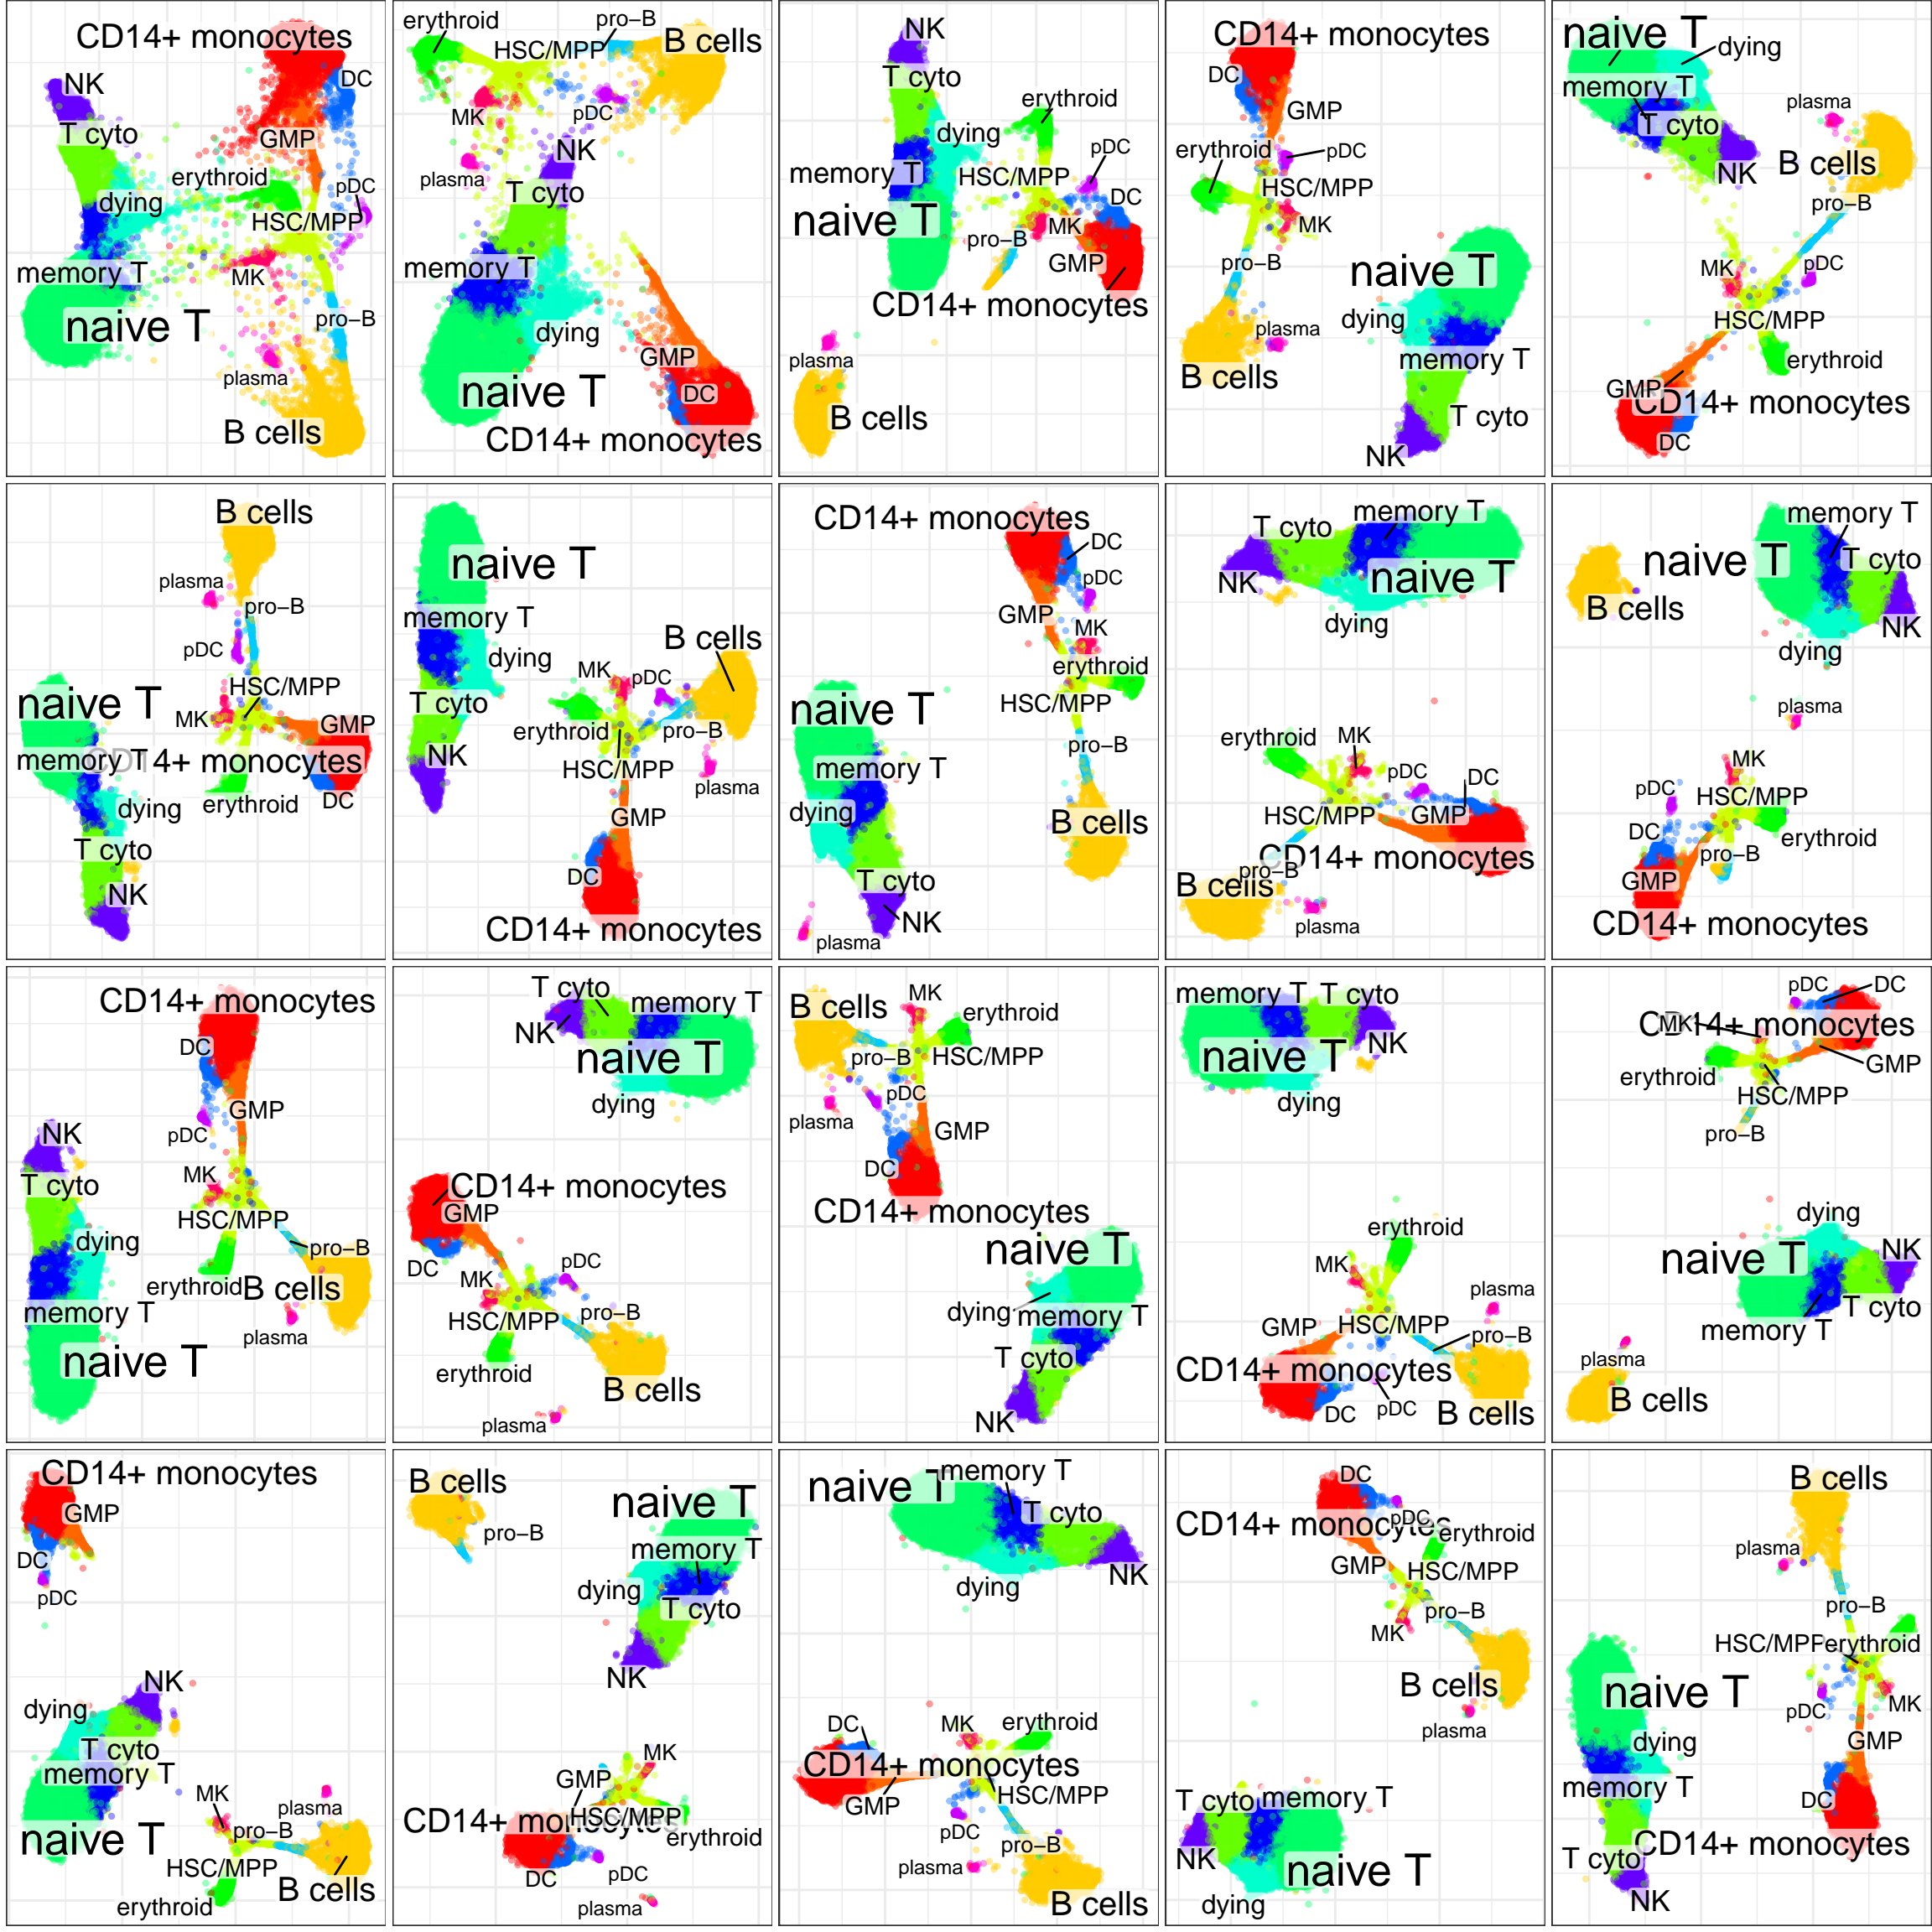 CD14+ monocytes
NK
DC
T cyto
GMP
erythroid
pDC
dying
HSC/MPP
memory T
MK
naive T
pro−B
plasma
B cells
erythroid
pro−B
HSC/MPP
B cells
MK
pDC
NK
plasma
T cyto
memory T
dying
GMP
naive T
DC
CD14+ monocytes
NK
T cyto
erythroid
dying
pDC
memory T
HSC/MPP
DC
naive T
MK
pro−B
GMP
CD14+ monocytes
plasma
B cells
CD14+ monocytes
DC
GMP
erythroid
pDC
HSC/MPP
MK
pro−B
naive T
dying
plasma
memory T
B cells
T cyto
NK
naive T
dying
memory T
plasma
T cyto
B cells
NK
pro−B
MK
pDC
HSC/MPP
erythroid
GMP
CD14+ monocytes
DC
B cells
plasma
pro−B
pDC
HSC/MPP
naive T
MK
GMP
memory T
CD14+ monocytes
DC
dying
erythroid
T cyto
NK
naive T
memory T
B cells
dying
MK
pDC
T cyto
erythroid
pro−B
NK
HSC/MPP
plasma
GMP
DC
CD14+ monocytes
CD14+ monocytes
DC
pDC
GMP
MK
erythroid
HSC/MPP
naive T
pro−B
memory T
dying
B cells
T cyto
NK
plasma
memory T
T cyto
naive T
NK
dying
erythroid
MK
pDC
DC
HSC/MPP
GMP
CD14+ monocytes
pro−B
B cells
plasma
memory T
naive T
T cyto
B cells
NK
dying
plasma
MK
pDC
HSC/MPP
DC
erythroid
pro−B
GMP
CD14+ monocytes
CD14+ monocytes
DC
GMP
NK
pDC
MK
T cyto
HSC/MPP
dying
pro−B
erythroid
B cells
memory T
plasma
naive T
T cyto
memory T
NK
naive T
dying
CD14+ monocytes
GMP
DC
pDC
MK
HSC/MPP
pro−B
erythroid
B cells
plasma
B cells
MK
erythroid
pro−B
HSC/MPP
pDC
plasma
GMP
DC
CD14+ monocytes
naive T
dying
memory T
T cyto
NK
memory T
T cyto
NK
naive T
dying
erythroid
MK
plasma
GMP
HSC/MPP
pro−B
CD14+ monocytes
DC
pDC
B cells
pDC
DC
CD14+ monocytes
MK
GMP
erythroid
HSC/MPP
pro−B
dying
NK
naive T
T cyto
memory T
plasma
B cells
CD14+ monocytes
GMP
DC
pDC
NK
dying
T cyto
memory T
MK
plasma
naive T
pro−B
HSC/MPP
B cells
erythroid
B cells
naive T
pro−B
memory T
dying
T cyto
NK
MK
GMP
CD14+ monocytes
HSC/MPP
erythroid
DC
pDC
plasma
memory T
naive T
T cyto
NK
dying
DC
MK
erythroid
CD14+ monocytes
HSC/MPP
GMP
pDC
pro−B
plasma
B cells
DC
pDC
CD14+ monocytes
erythroid
GMP
HSC/MPP
pro−B
MK
B cells
plasma
T cyto
memory T
NK
naive T
dying
B cells
plasma
pro−B
HSC/MPP
erythroid
naive T
pDC
MK
dying
GMP
memory T
DC
CD14+ monocytes
T cyto
NK